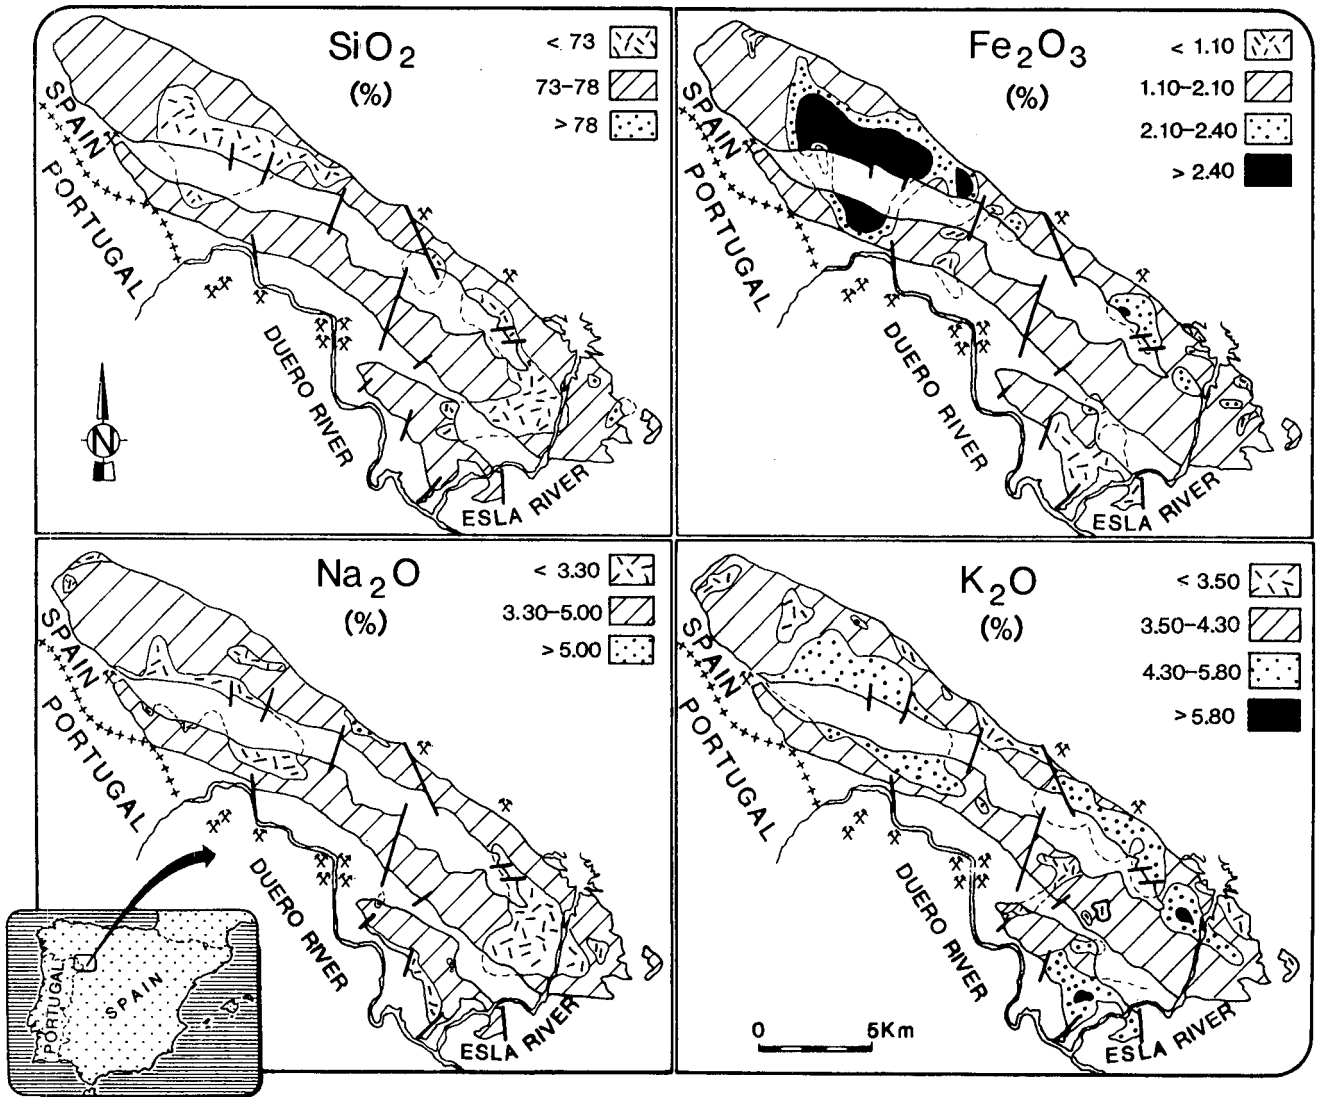 SiO2
(%)
< 73
73-78
> 78
SPAIN
PORTUGAL
DUERO RIVER
ESLA RIVER
N
Fe2O3
(%)
< 1.10
1.10-2.10
2.10-2.40
> 2.40
SPAIN
PORTUGAL
DUERO RIVER
ESLA RIVER
Na2O
(%)
< 3.30
3.30-5.00
> 5.00
SPAIN
PORTUGAL
DUERO RIVER
ESLA RIVER
PORTUGAL
SPAIN
K2O
(%)
< 3.50
3.50-4.30
4.30-5.80
> 5.80
SPAIN
PORTUGAL
DUERO RIVER
ESLA RIVER
0 5Km